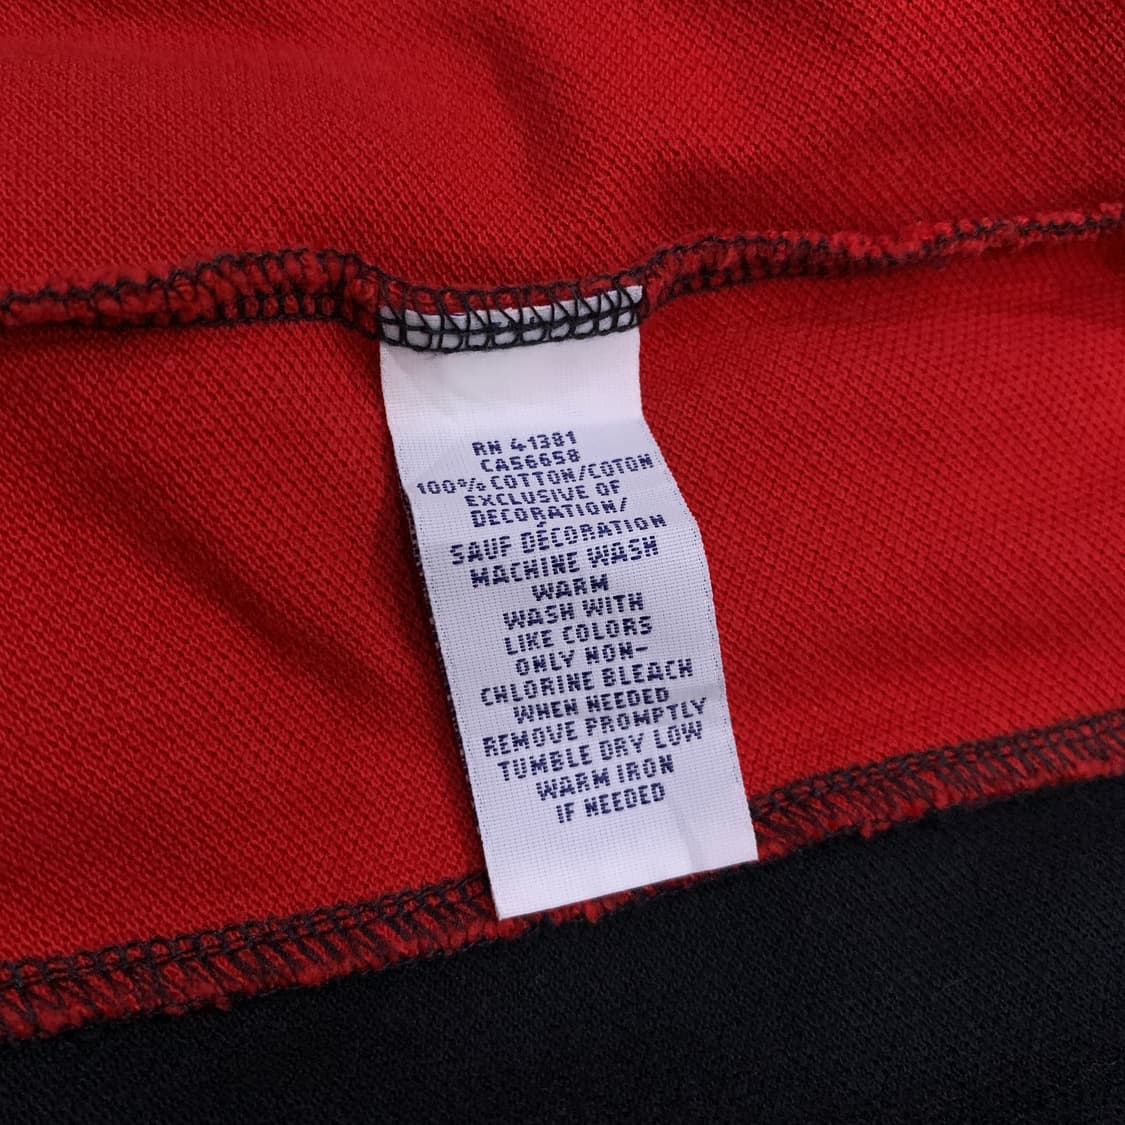 RN 41381
CA56658
100% COTTON/COTON
EXCLUSIVE OF
DECORATION/
SAUF DÉCORATION
MACHINE WASH
WARM
WASH WITH
LIKE COLORS
ONLY NON-
CHLORINE BLEACH
WHEN NEEDED
REMOVE PROMPTLY
TUMBLE DRY LOW
WARM IRON
IF NEEDED